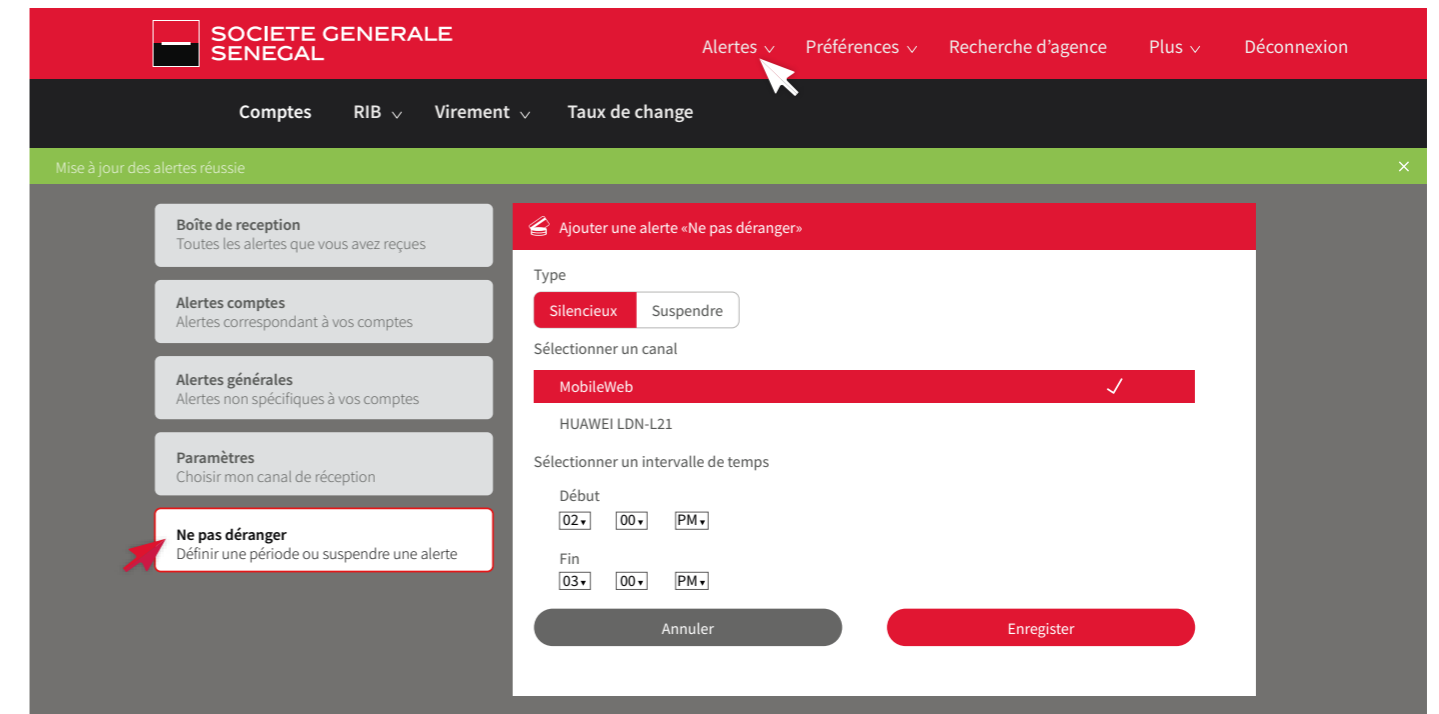 SOCIETE GENERALE
SENEGAL
Alertes Préférences Recherche d'agence Plus Déconnexion
Comptes RIB Virement Taux de change
Mise à jour des alertes réussie
Boîte de reception
Toutes les alertes que vous avez reçues
Alertes comptes
Alertes correspondant à vos comptes
Alertes générales
Alertes non spécifiques à vos comptes
Paramètres
Choisir mon canal de réception
Ne pas déranger
Définir une période ou suspendre une alerte
Ajouter une alerte «Ne pas déranger»
Type
Silencieux Suspendre
Sélectionner un canal
MobileWeb
HUAWEI LDN-L21
Sélectionner un intervalle de temps
Début
02 00 PM
Fin
03 00 PM
Annuler Enregister